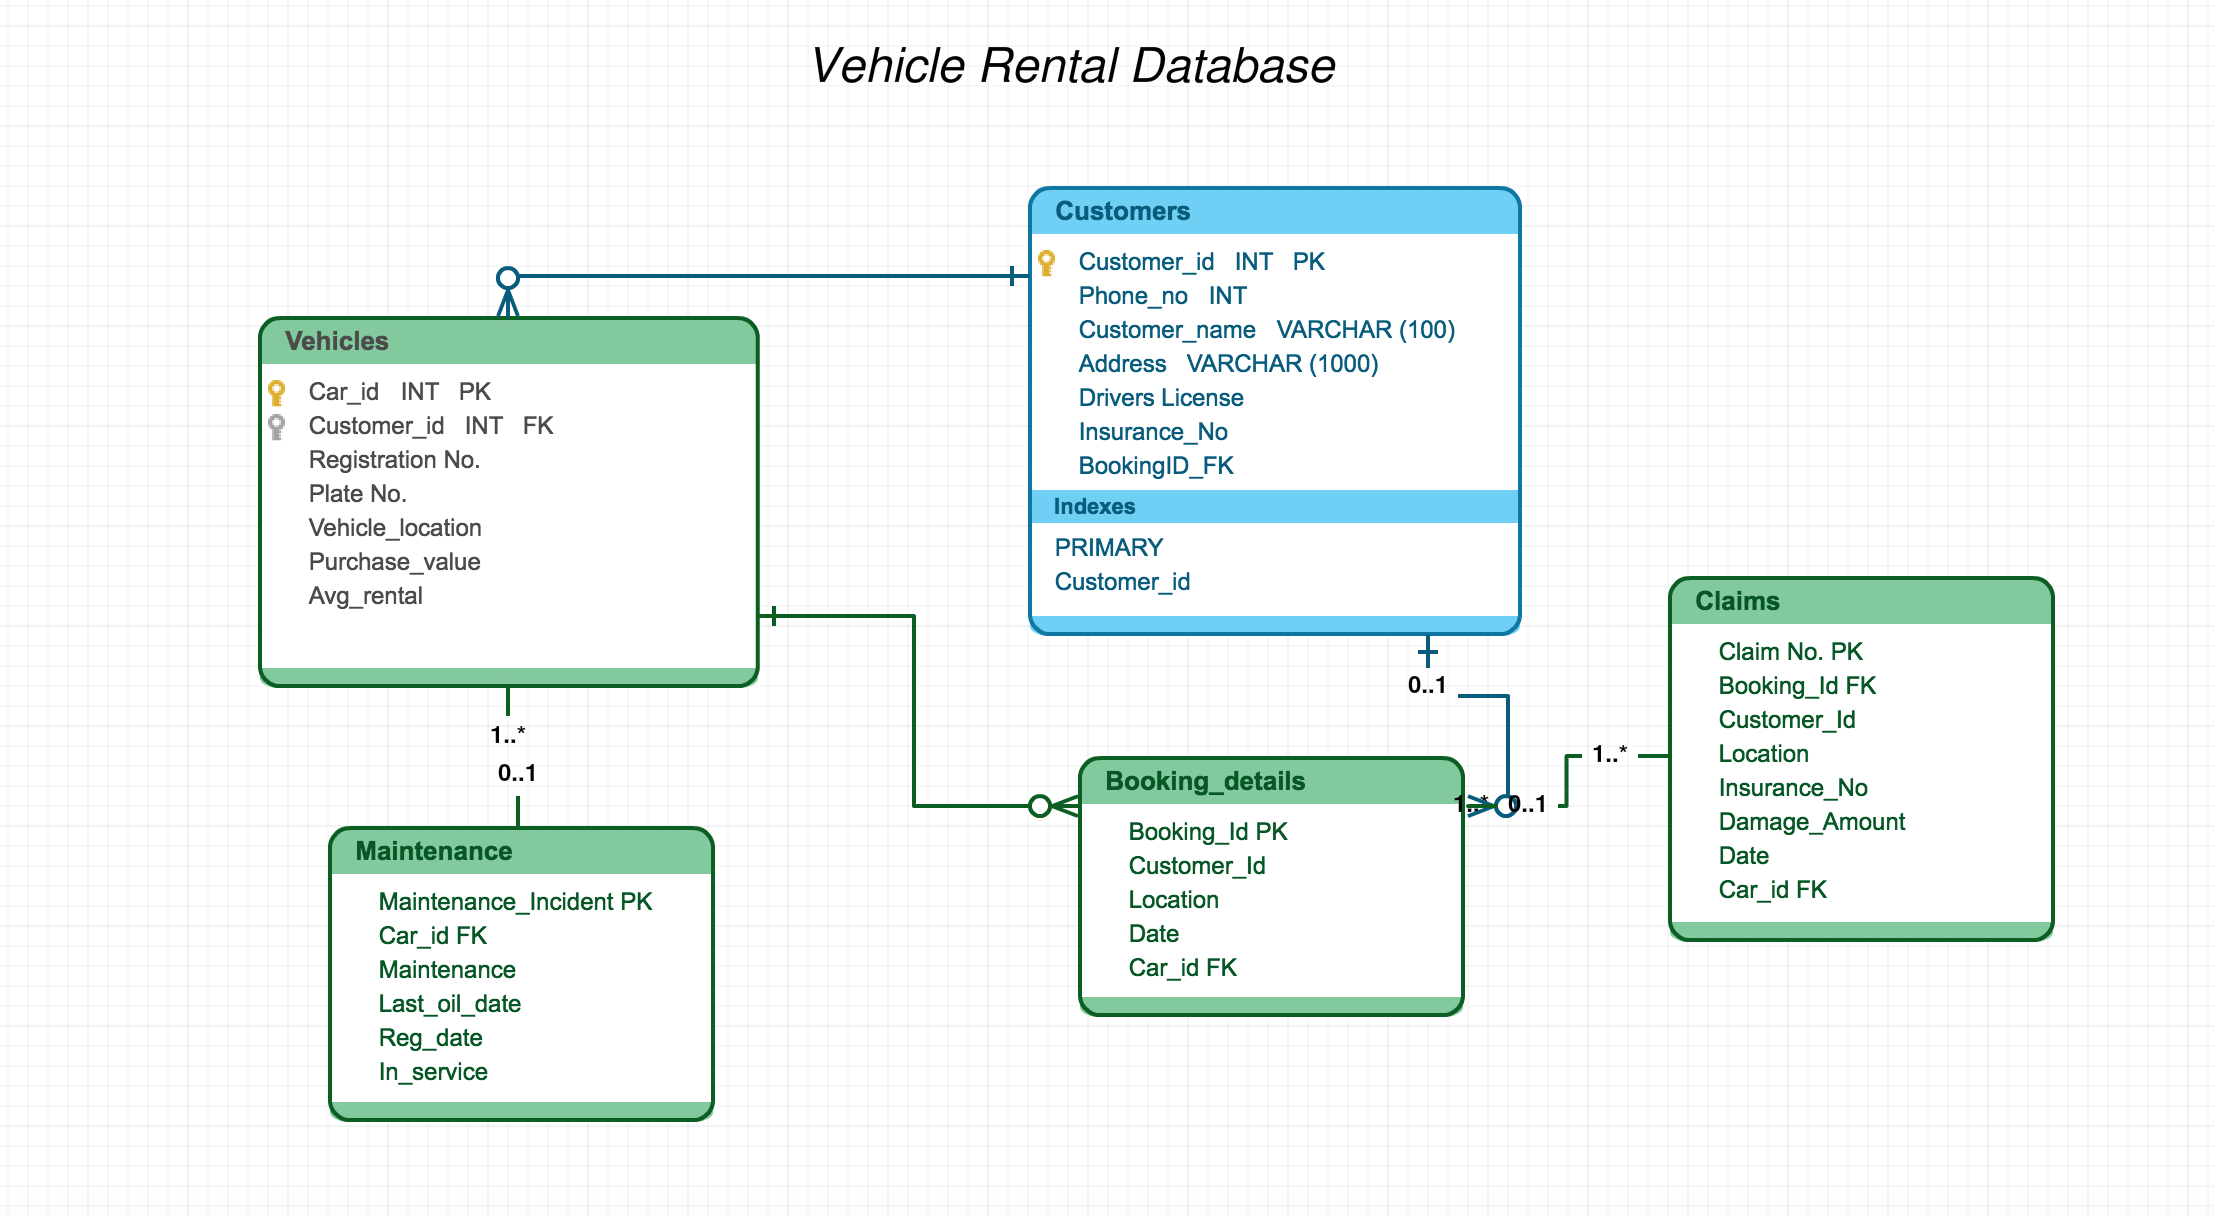 Vehicle Rental Database
Customers
Customer_id INT PK
Phone_no INT
Customer_name VARCHAR (100)
Address VARCHAR (1000)
Drivers License
Insurance_No
BookingID_FK
Indexes
PRIMARY
Customer_id
Vehicles
Car_id INT PK
Customer_id INT FK
Registration No.
Plate No.
Vehicle_location
Purchase_value
Avg_rental
1..*
0..1
Maintenance
Maintenance_Incident PK
Car_id FK
Maintenance
Last_oil_date
Reg_date
In_service
0..1
Booking_details
Booking_Id PK
Customer_Id
Location
Date
Car_id FK
1..*
0..1
1..*
Claims
Claim No. PK
Booking_Id FK
Customer_Id
Location
Insurance_No
Damage_Amount
Date
Car_id FK